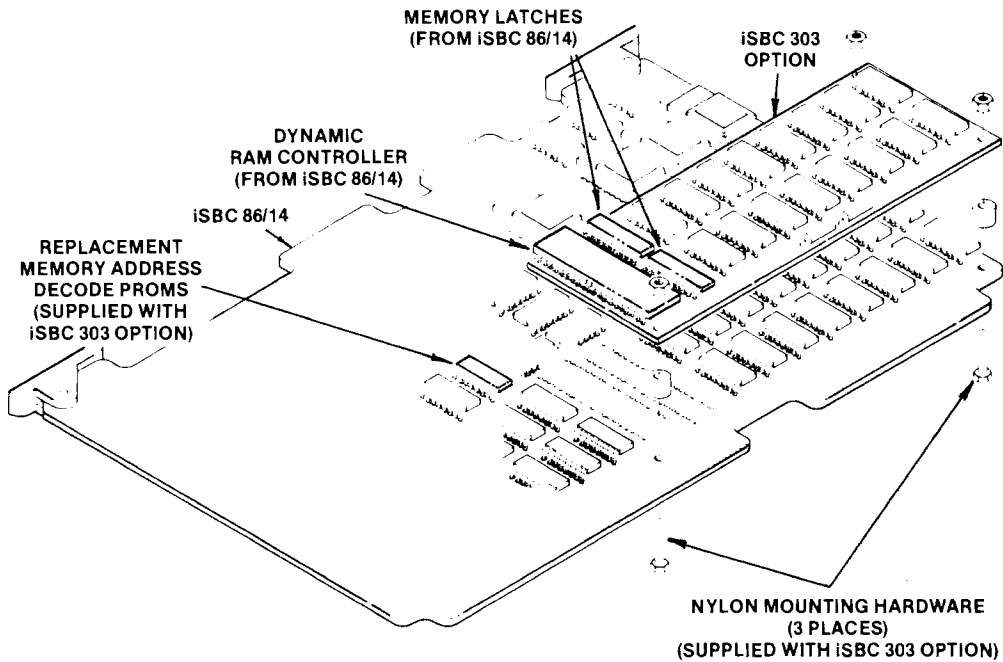 MEMORY LATCHES
(FROM iSBC 86/14)
iSBC 303
OPTION
DYNAMIC
RAM CONTROLLER
(FROM iSBC 86/14)
iSBC 86/14
REPLACEMENT
MEMORY ADDRESS
DECODE PROMS
(SUPPLIED WITH
iSBC 303 OPTION)
NYLON MOUNTING HARDWARE
(3 PLACES)
(SUPPLIED WITH iSBC 303 OPTION)